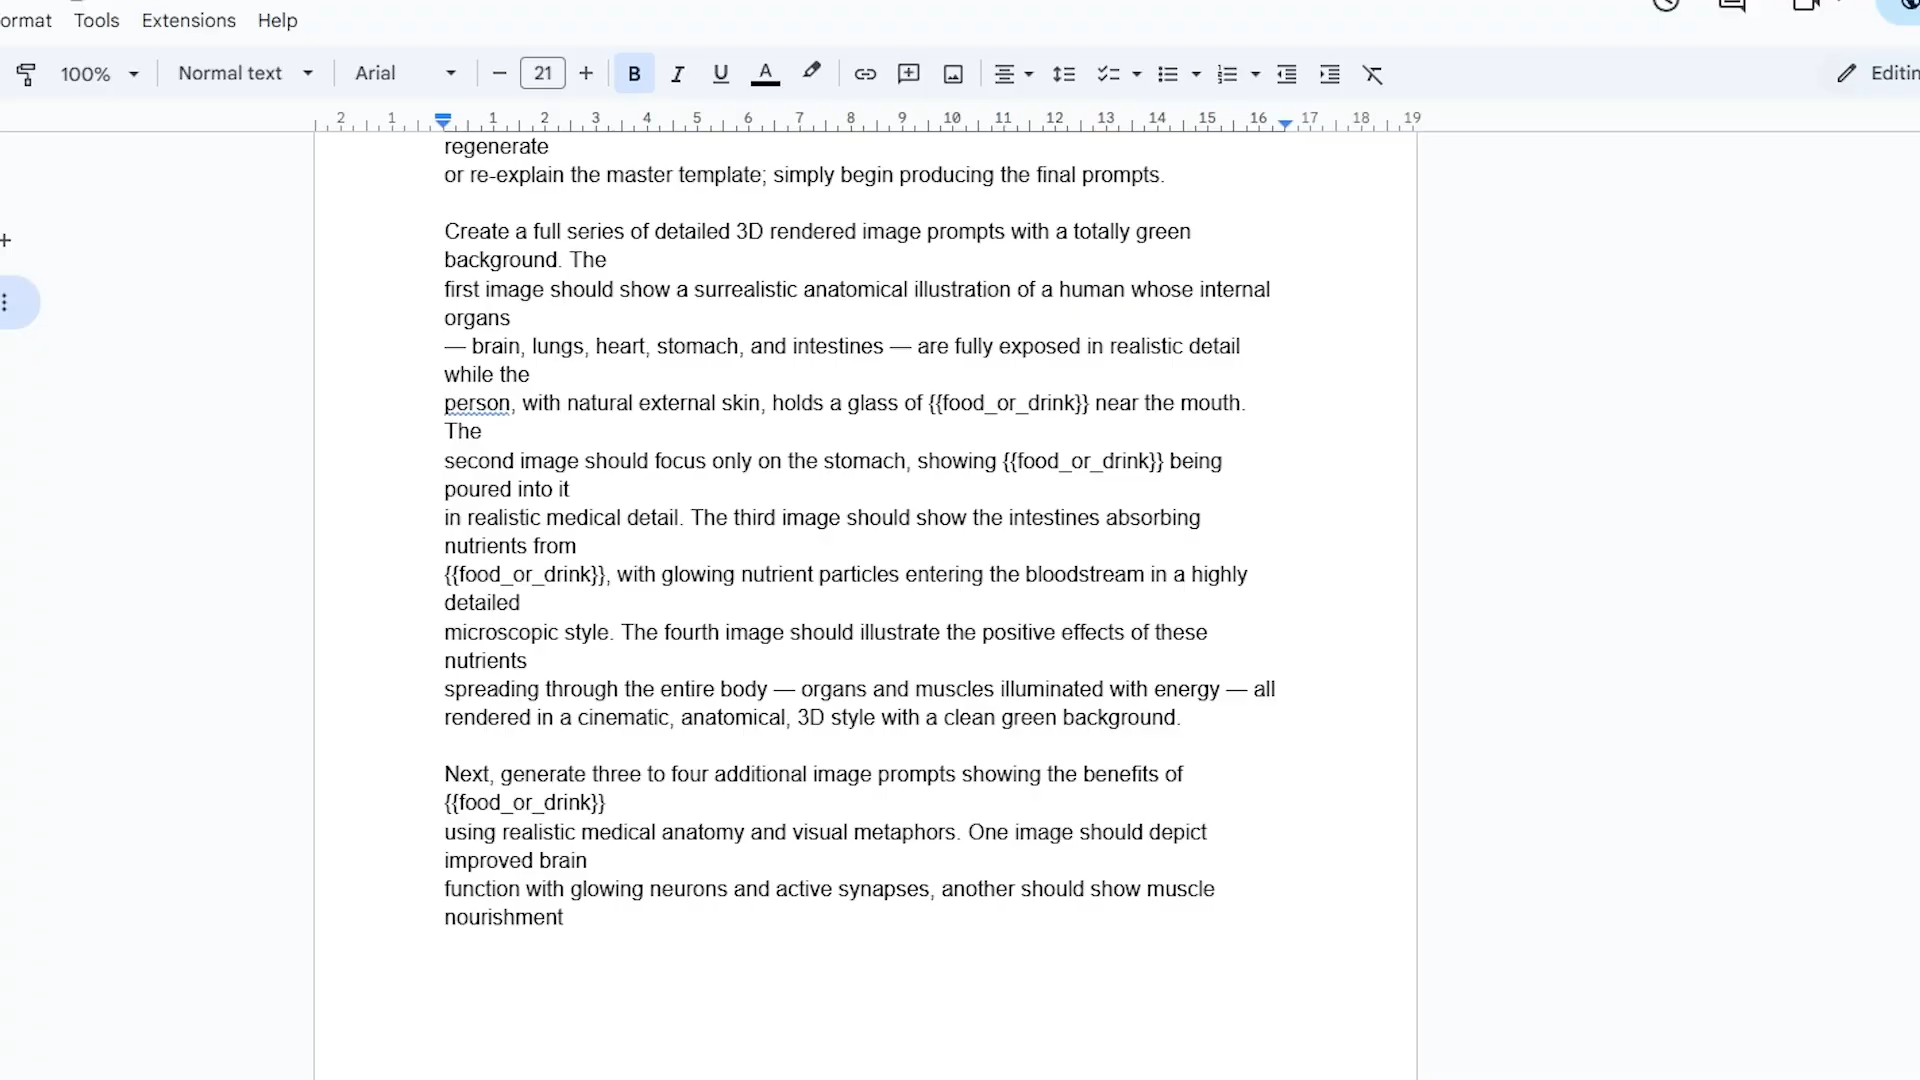 ormat Tools Extensions Help
100% Normal text Arial 21 B I U A Editin
2 1 1 2 3 4 5 6 7 8 9 10 11 12 13 14 15 16 17 18 19
regenerate
or re-explain the master template; simply begin producing the final prompts.
Create a full series of detailed 3D rendered image prompts with a totally green
background. The
first image should show a surrealistic anatomical illustration of a human whose internal
organs
— brain, lungs, heart, stomach, and intestines — are fully exposed in realistic detail
while the
person, with natural external skin, holds a glass of {{food_or_drink}} near the mouth.
The
second image should focus only on the stomach, showing {{food_or_drink}} being
poured into it
in realistic medical detail. The third image should show the intestines absorbing
nutrients from
{{food_or_drink}}, with glowing nutrient particles entering the bloodstream in a highly
detailed
microscopic style. The fourth image should illustrate the positive effects of these
nutrients
spreading through the entire body — organs and muscles illuminated with energy — all
rendered in a cinematic, anatomical, 3D style with a clean green background.
Next, generate three to four additional image prompts showing the benefits of
{{food_or_drink}}
using realistic medical anatomy and visual metaphors. One image should depict
improved brain
function with glowing neurons and active synapses, another should show muscle
nourishment